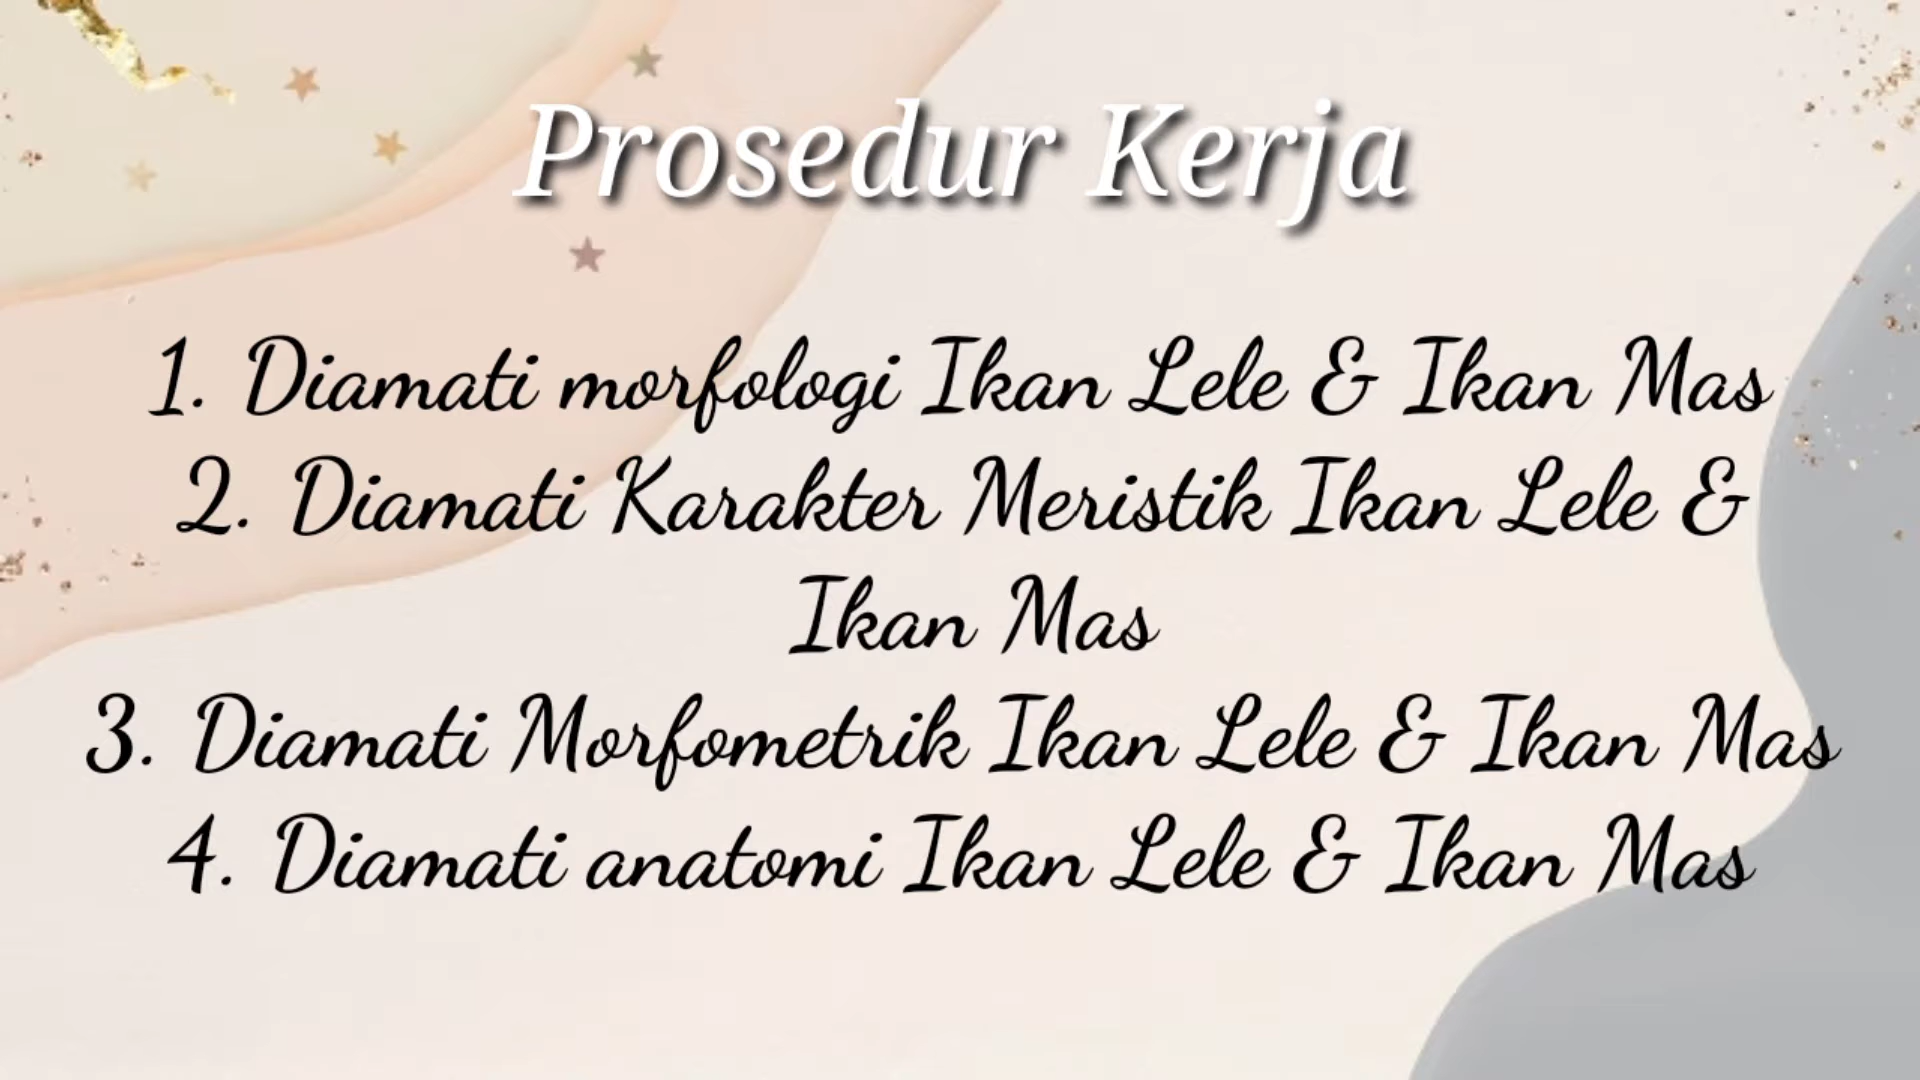 Prosedur Kerja
1. Diamati morfologi Ikan Lele & Ikan Mas
2. Diamati Karakter Meristik Ikan Lele &
Ikan Mas
3. Diamati Morfometrik Ikan Lele & Ikan Mas
4. Diamati anatomi Ikan Lele & Ikan Mas